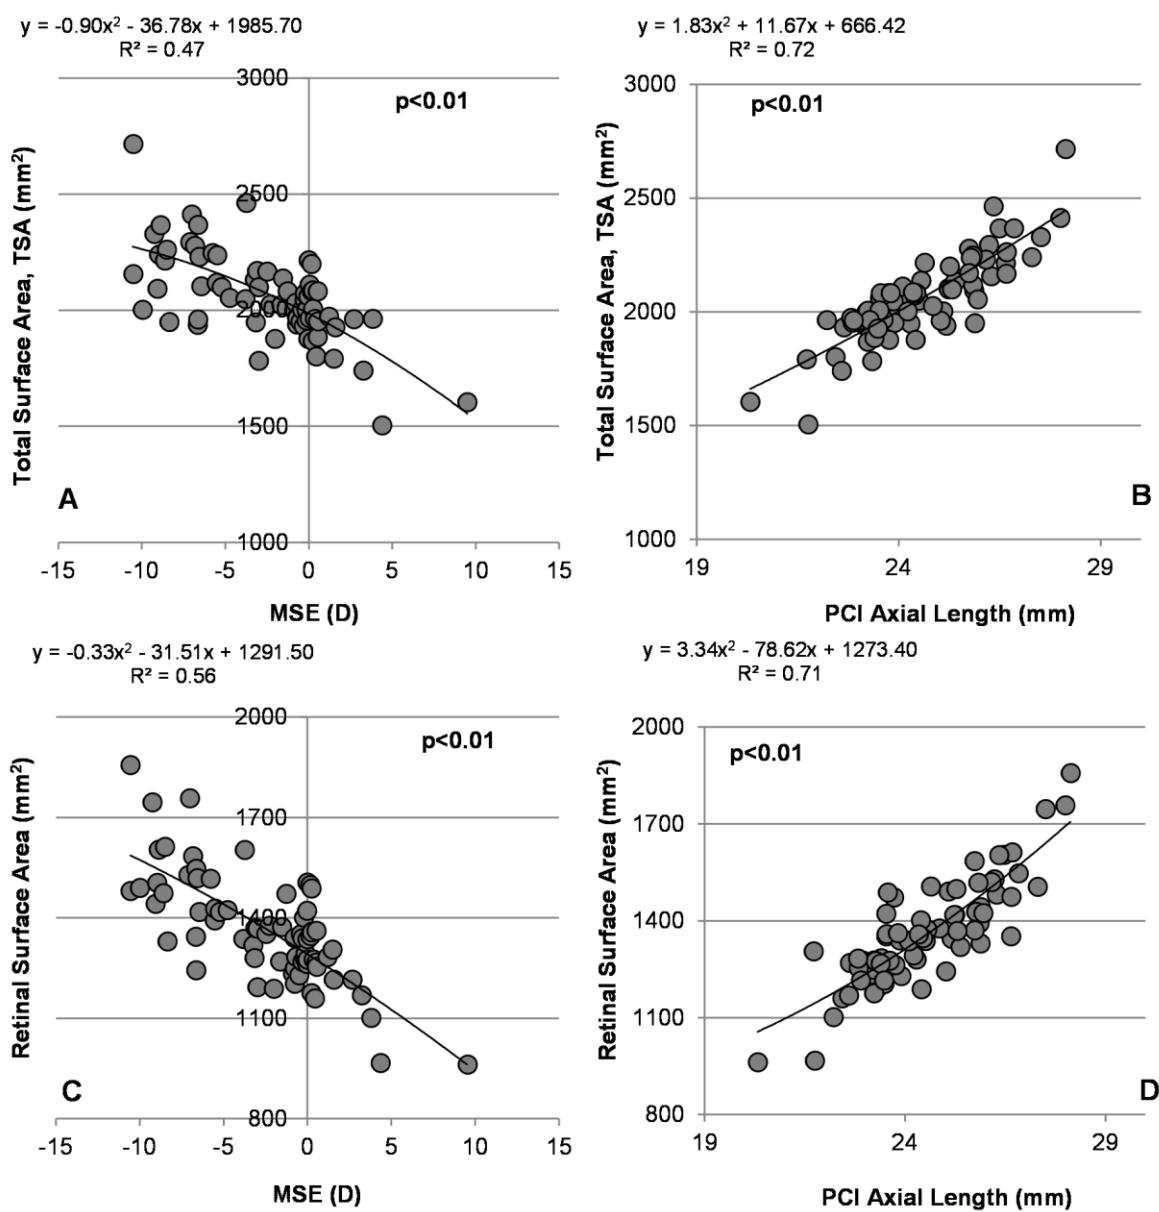 y = -0.90x² - 36.78x + 1985.70
R² = 0.47
3000
p<0.01
2500
2000
1500
1000
Total Surface Area, TSA (mm²)
A
-15 -10 -5 0 5 10 15
MSE (D)
y = 1.83x² + 11.67x + 666.42
R² = 0.72
3000
p<0.01
2500
2000
1500
1000
Total Surface Area, TSA (mm²)
B
19 24 29
PCI Axial Length (mm)
y = -0.33x² - 31.51x + 1291.50
R² = 0.56
2000
p<0.01
1700
1400
1100
800
Retinal Surface Area (mm²)
C
-15 -10 -5 0 5 10 15
MSE (D)
y = 3.34x² - 78.62x + 1273.40
R² = 0.71
2000
p<0.01
1700
1400
1100
800
Retinal Surface Area (mm²)
D
19 24 29
PCI Axial Length (mm)